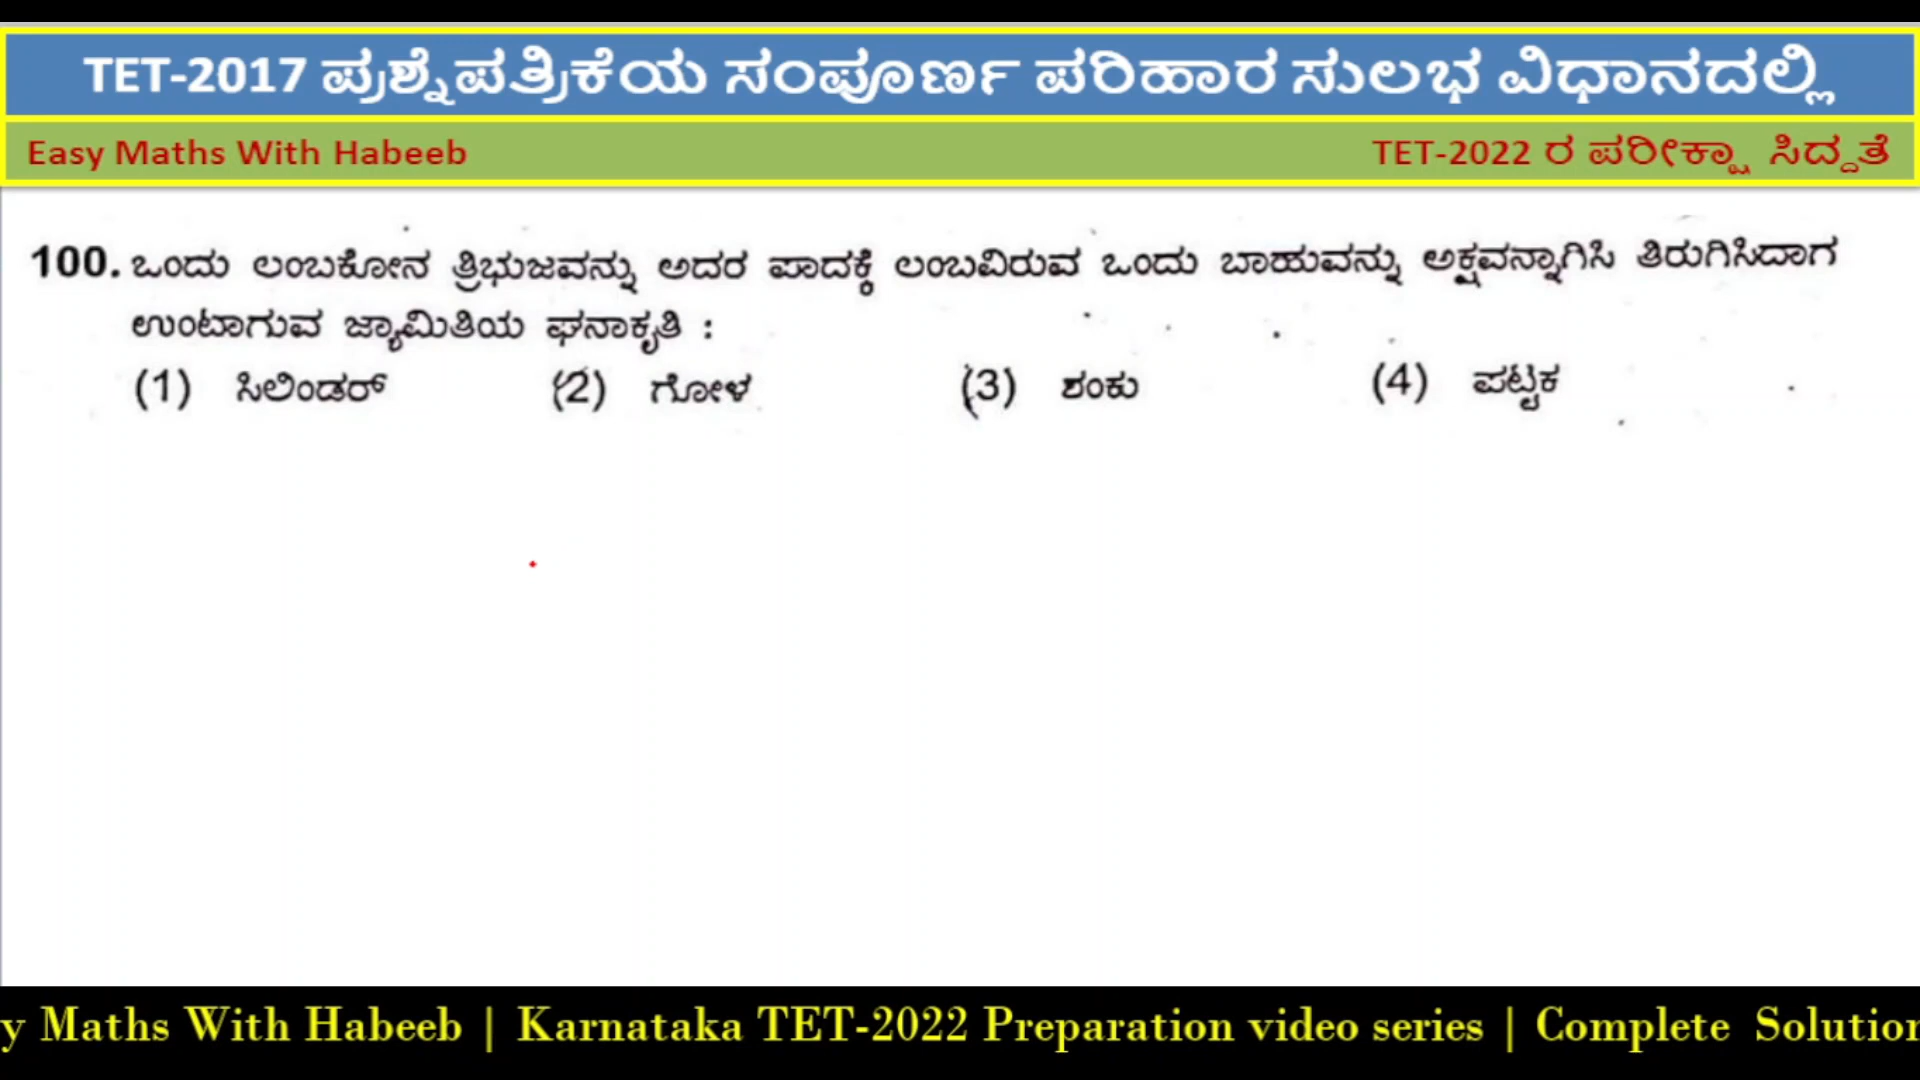 TET-2017 ಪ್ರಶ್ನೆಪತ್ರಿಕೆಯ ಸಂಪೂರ್ಣ ಪರಿಹಾರ ಸುಲಭ ವಿಧಾನದಲ್ಲಿ
Easy Maths With Habeeb TET-2022 ರ ಪರೀಕ್ಷಾ ಸಿದ್ದತೆ
100. ಒಂದು ಲಂಬಕೋನ ತ್ರಿಭುಜವನ್ನು ಅದರ ಪಾದಕ್ಕೆ ಲಂಬವಿರುವ ಒಂದು ಬಾಹುವನ್ನು ಅಕ್ಷವನ್ನಾಗಿಸಿ ತಿರುಗಿಸಿದಾಗ
ಉಂಟಾಗುವ ಜ್ಯಾಮಿತಿಯ ಘನಾಕೃತಿ :
(1) ಸಿಲಿಂಡರ್ (2) ಗೋಳ (3) ಶಂಕು (4) ಪಟ್ಟಕ
y Maths With Habeeb | Karnataka TET-2022 Preparation video series | Complete Solution